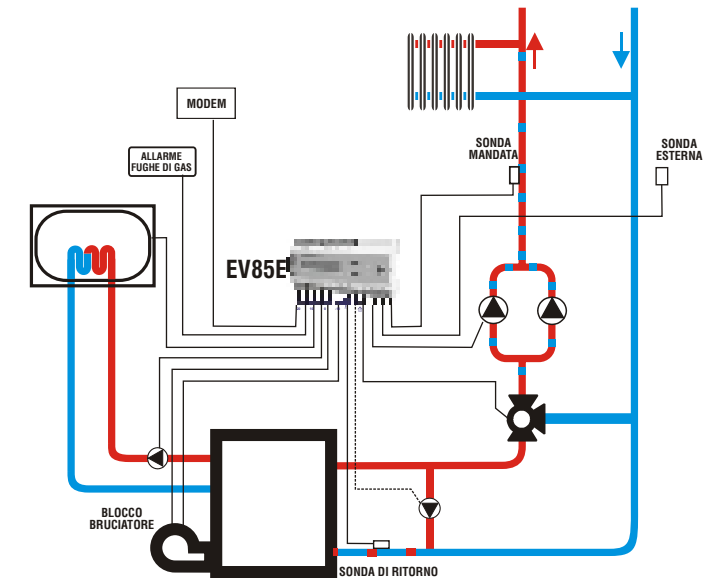 MODEM
ALLARME
FUGHE DI GAS
SONDA
MANDATA
SONDA
ESTERNA
EV85E
BLOCCO
BRUCIATORE
SONDA DI RITORNO